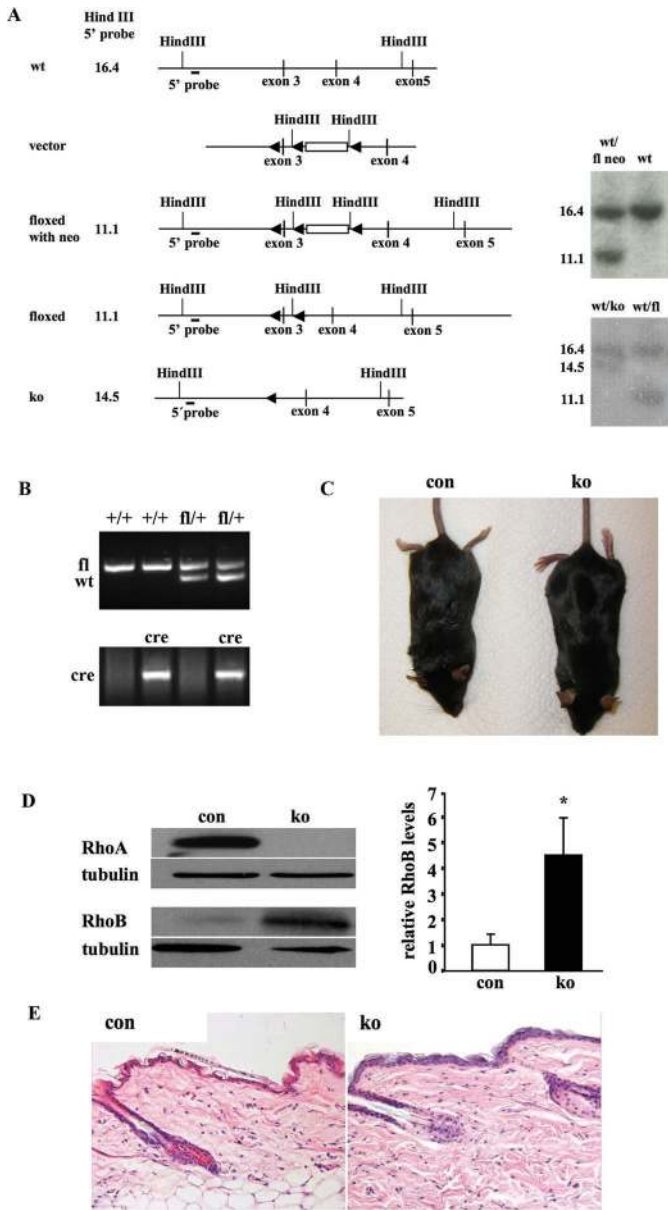 A
Hind III
5' probe
wt 16.4
HindIII HindIII
5' probe exon 3 exon 4 exon5
vector
HindIII HindIII
exon 3 exon 4
floxed
with neo 11.1
HindIII HindIII HindIII HindIII
5' probe exon 3 exon 4 exon 5
floxed 11.1
HindIII HindIII HindIII
5' probe exon 3 exon 4 exon 5
ko 14.5
HindIII HindIII
5´probe exon 4 exon 5
wt/
fl neo wt
16.4
11.1
wt/ko wt/fl
16.4
14.5
11.1
B
+/+ +/+ fl/+ fl/+
fl
wt
cre cre
cre
C
con ko
D
con ko
RhoA
tubulin
RhoB
tubulin
relative RhoB levels
7
6
5
4
3
2
1
0
*
con ko
E
con ko